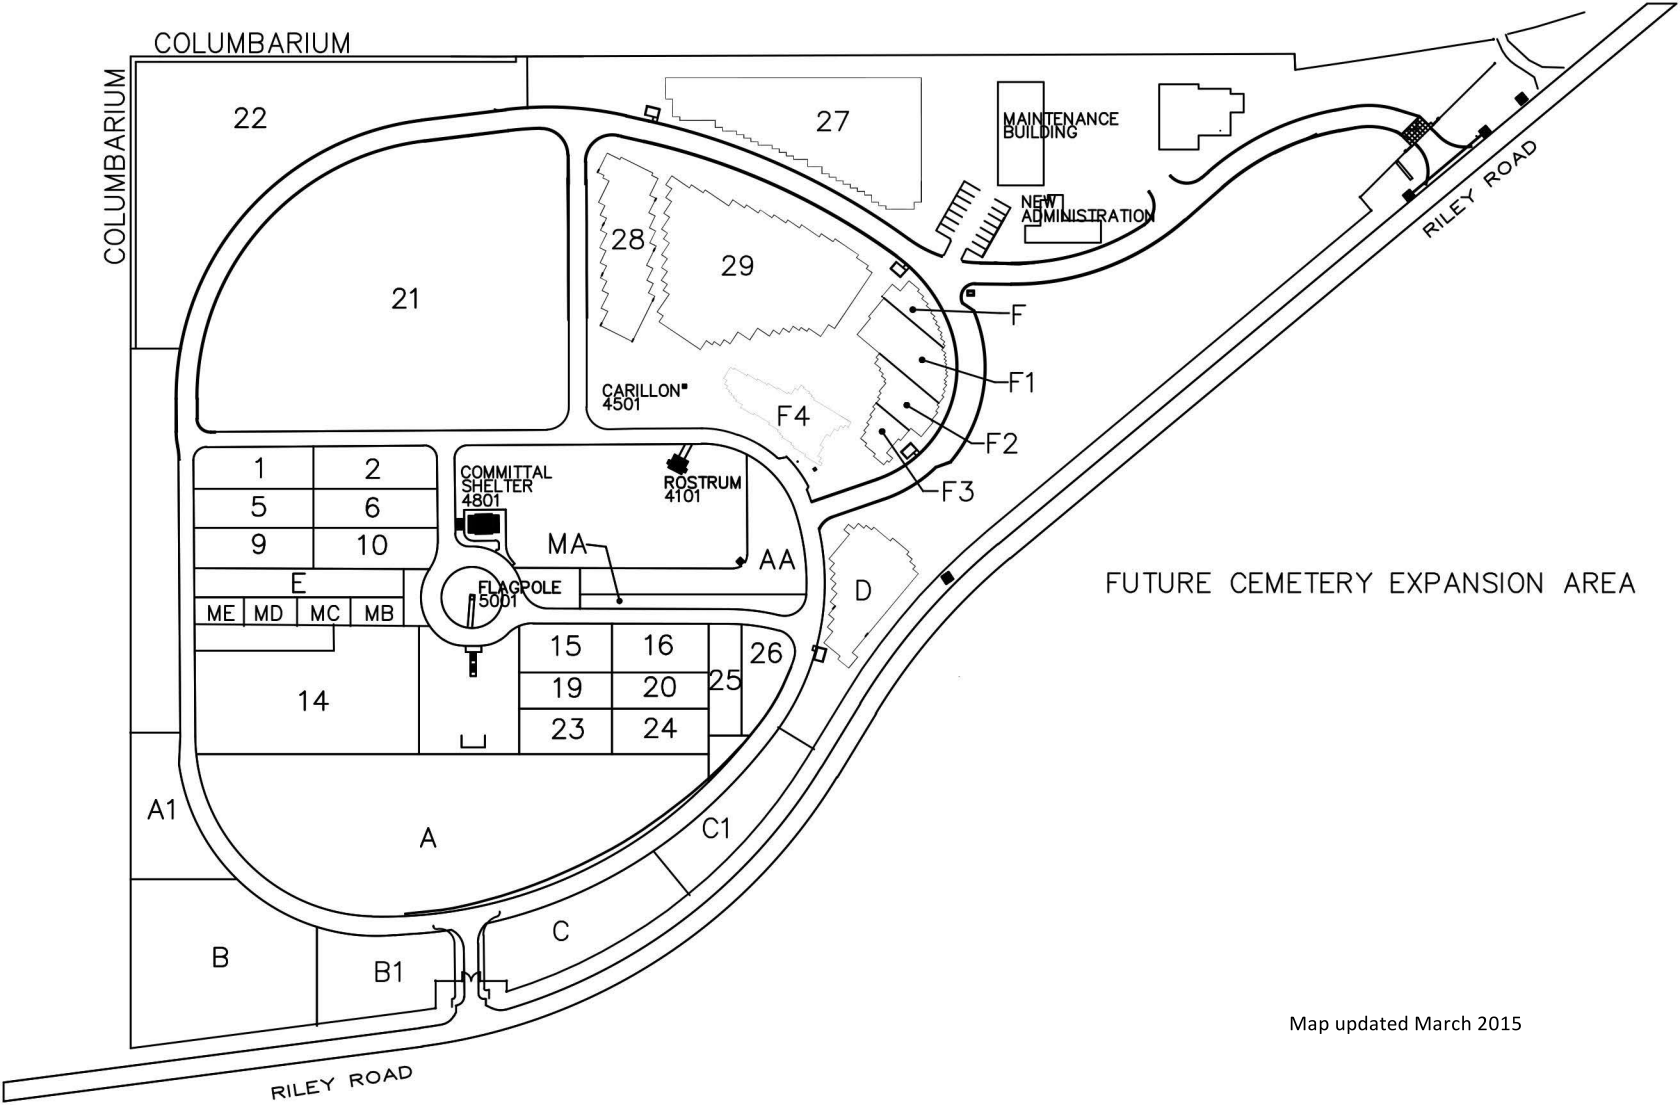 COLUMBARIUM
COLUMBARIUM
22
27
MAINTENANCE
BUILDING
RILEY ROAD
NEW
ADMINISTRATION
28
29
21
F
F1
CARILLON
4501
F4
F2
F3
1
2
COMMITTAL
SHELTER
4801
ROSTRUM
4101
5
6
9
10
MA
AA
E
FLAGPOLE
5001
D
FUTURE CEMETERY EXPANSION AREA
ME
MD
MC
MB
15
16
26
14
19
20
25
23
24
A1
A
C1
C
B
B1
Map updated March 2015
RILEY ROAD